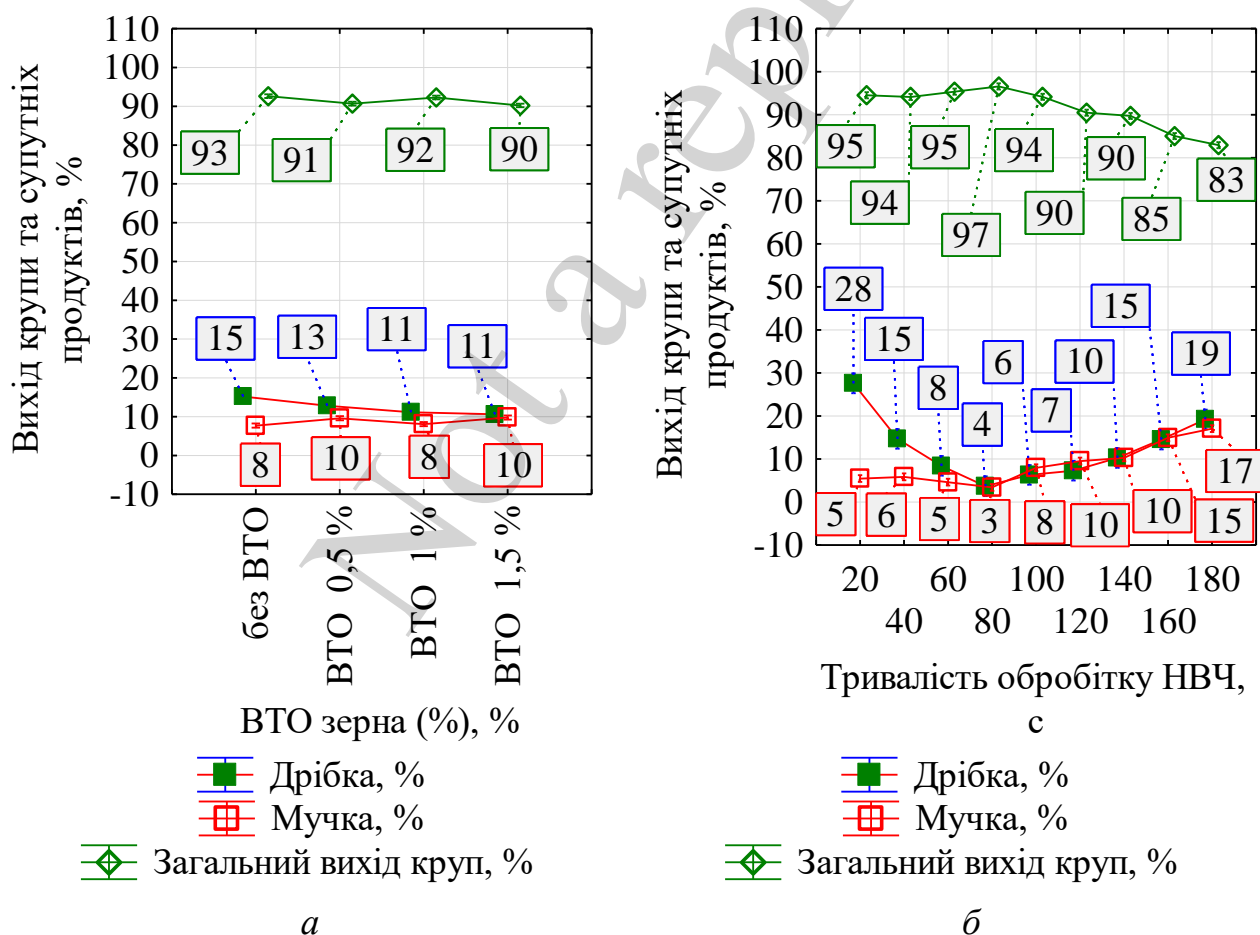 Вихід крупи та супутніх
продуктів, %
110
100
90
80
70
60
50
40
30
20
10
0
-10
93
91
92
90
15
13
11
11
8
10
8
10
без ВТО
ВТО 0,5 %
ВТО 1 %
ВТО 1,5 %
ВТО зерна (%), %
Дрібка, %
Мучка, %
Загальний вихід круп, %
а
Вихід крупи та супутніх
продуктів, %
110
100
90
80
70
60
50
40
30
20
10
0
-10
95
94
95
97
94
90
90
85
83
28
15
8
4
6
7
10
15
19
5
6
5
3
8
10
10
15
17
20 60 100 140 180
40 80 120 160
Тривалість обробітку НВЧ,
с
Дрібка, %
Мучка, %
Загальний вихід круп, %
б
Not a rep